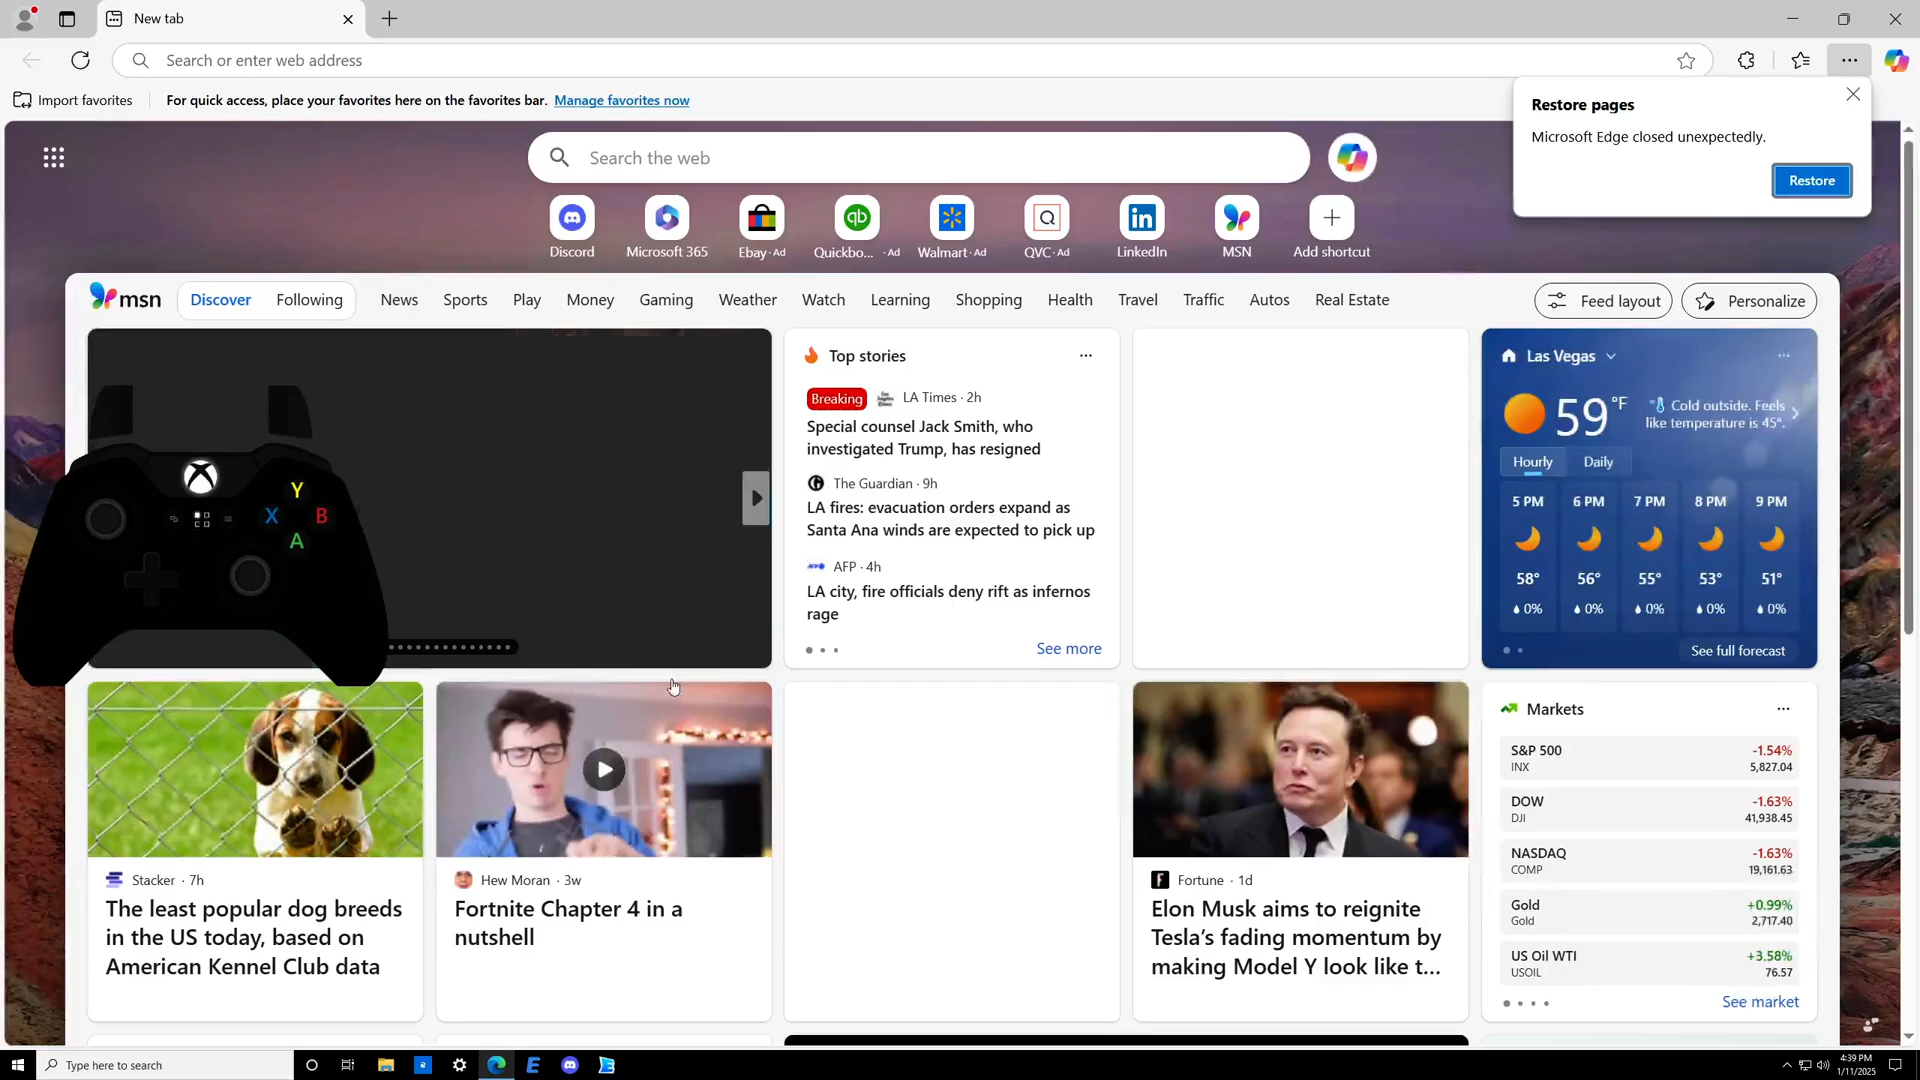 New tab
Search or enter web address
Import favorites
For quick access, place your favorites here on the favorites bar. Manage favorites now
Restore pages
Microsoft Edge closed unexpectedly.
Restore
Search the web
Discord
Microsoft 365
Ebay · Ad
Quickbo... · Ad
Walmart · Ad
QVC · Ad
LinkedIn
MSN
Add shortcut
msn
Discover
Following
News
Sports
Play
Money
Gaming
Weather
Watch
Learning
Shopping
Health
Travel
Traffic
Autos
Real Estate
Feed layout
Personalize
Y
X
B
A
Top stories
Breaking
LA Times · 2h
Special counsel Jack Smith, who
investigated Trump, has resigned
The Guardian · 9h
LA fires: evacuation orders expand as
Santa Ana winds are expected to pick up
AFP · 4h
LA city, fire officials deny rift as infernos
rage
See more
Las Vegas
59 °F
Cold outside. Feels
like temperature is 45°.
Hourly
Daily
5 PM
6 PM
7 PM
8 PM
9 PM
58°
56°
55°
53°
51°
0%
0%
0%
0%
0%
See full forecast
Stacker · 7h
The least popular dog breeds
in the US today, based on
American Kennel Club data
Hew Moran · 3w
Fortnite Chapter 4 in a
nutshell
Fortune · 1d
Elon Musk aims to reignite
Tesla's fading momentum by
making Model Y look like t...
Markets
S&P 500
-1.54%
INX
5,827.04
DOW
-1.63%
DJI
41,938.45
NASDAQ
-1.63%
COMP
19,161.63
Gold
+0.99%
Gold
2,717.40
US Oil WTI
+3.58%
USOIL
76.57
See market
Type here to search
4:39 PM
1/11/2025